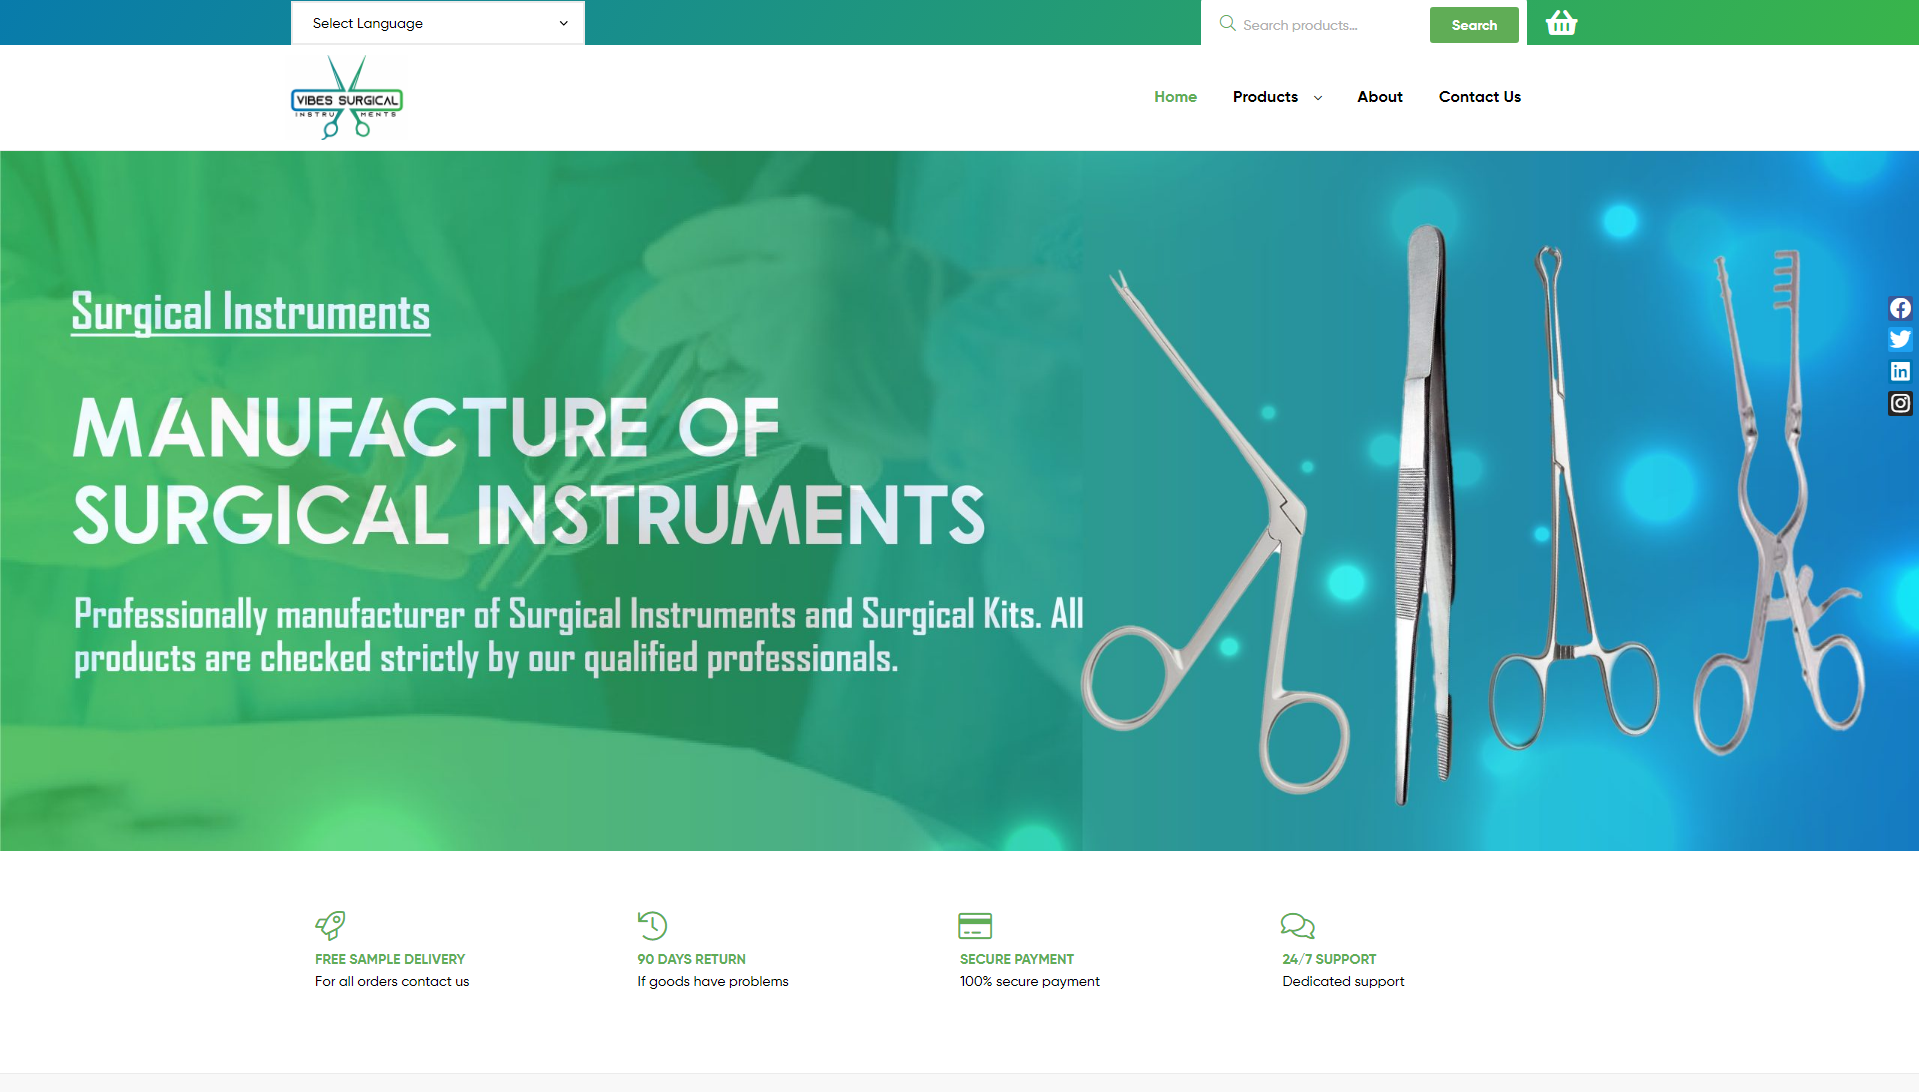 Select Language
Search products...
Search
VIBES SURGICAL
INSTRUMENTS
Home
Products
About
Contact Us
Surgical Instruments
MANUFACTURE OF
SURGICAL INSTRUMENTS
Professionally manufacturer of Surgical Instruments and Surgical Kits. All
products are checked strictly by our qualified professionals.
FREE SAMPLE DELIVERY
For all orders contact us
90 DAYS RETURN
If goods have problems
SECURE PAYMENT
100% secure payment
24/7 SUPPORT
Dedicated support